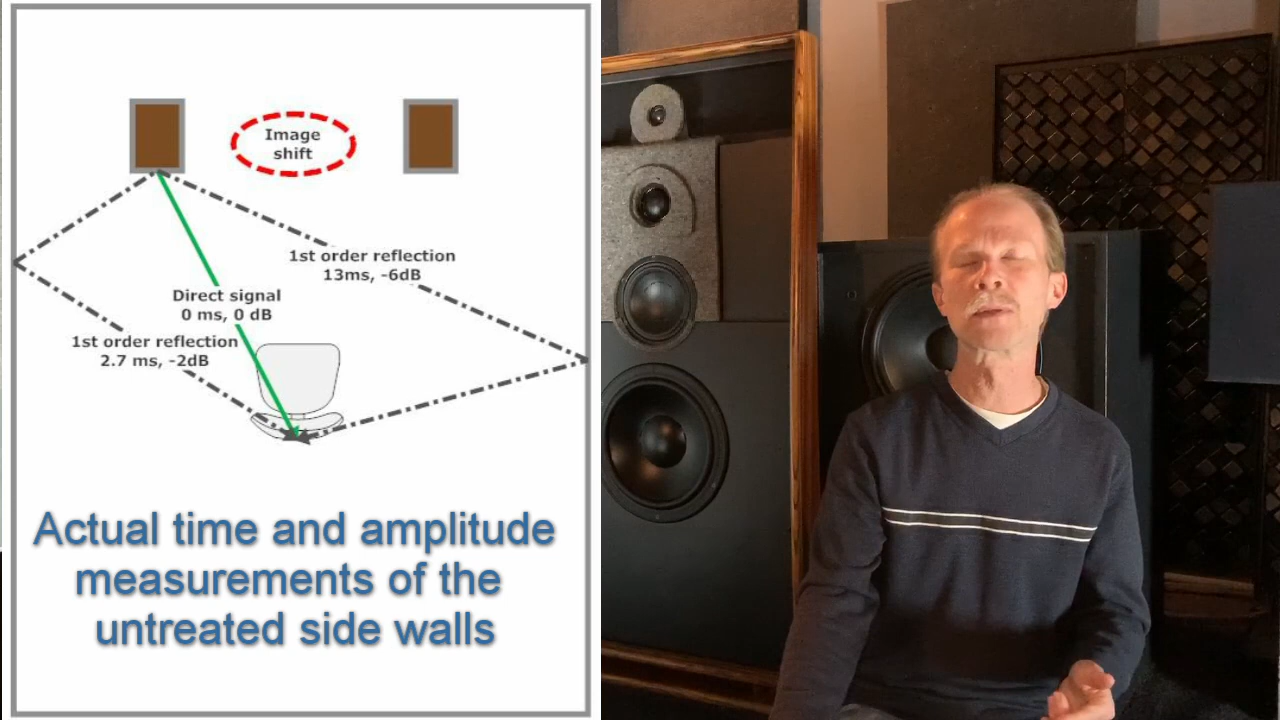 Image
shift
1st order reflection
13ms, -6dB
Direct signal
0 ms, 0 dB
1st order reflection
2.7 ms, -2dB
Actual time and amplitude
measurements of the
untreated side walls